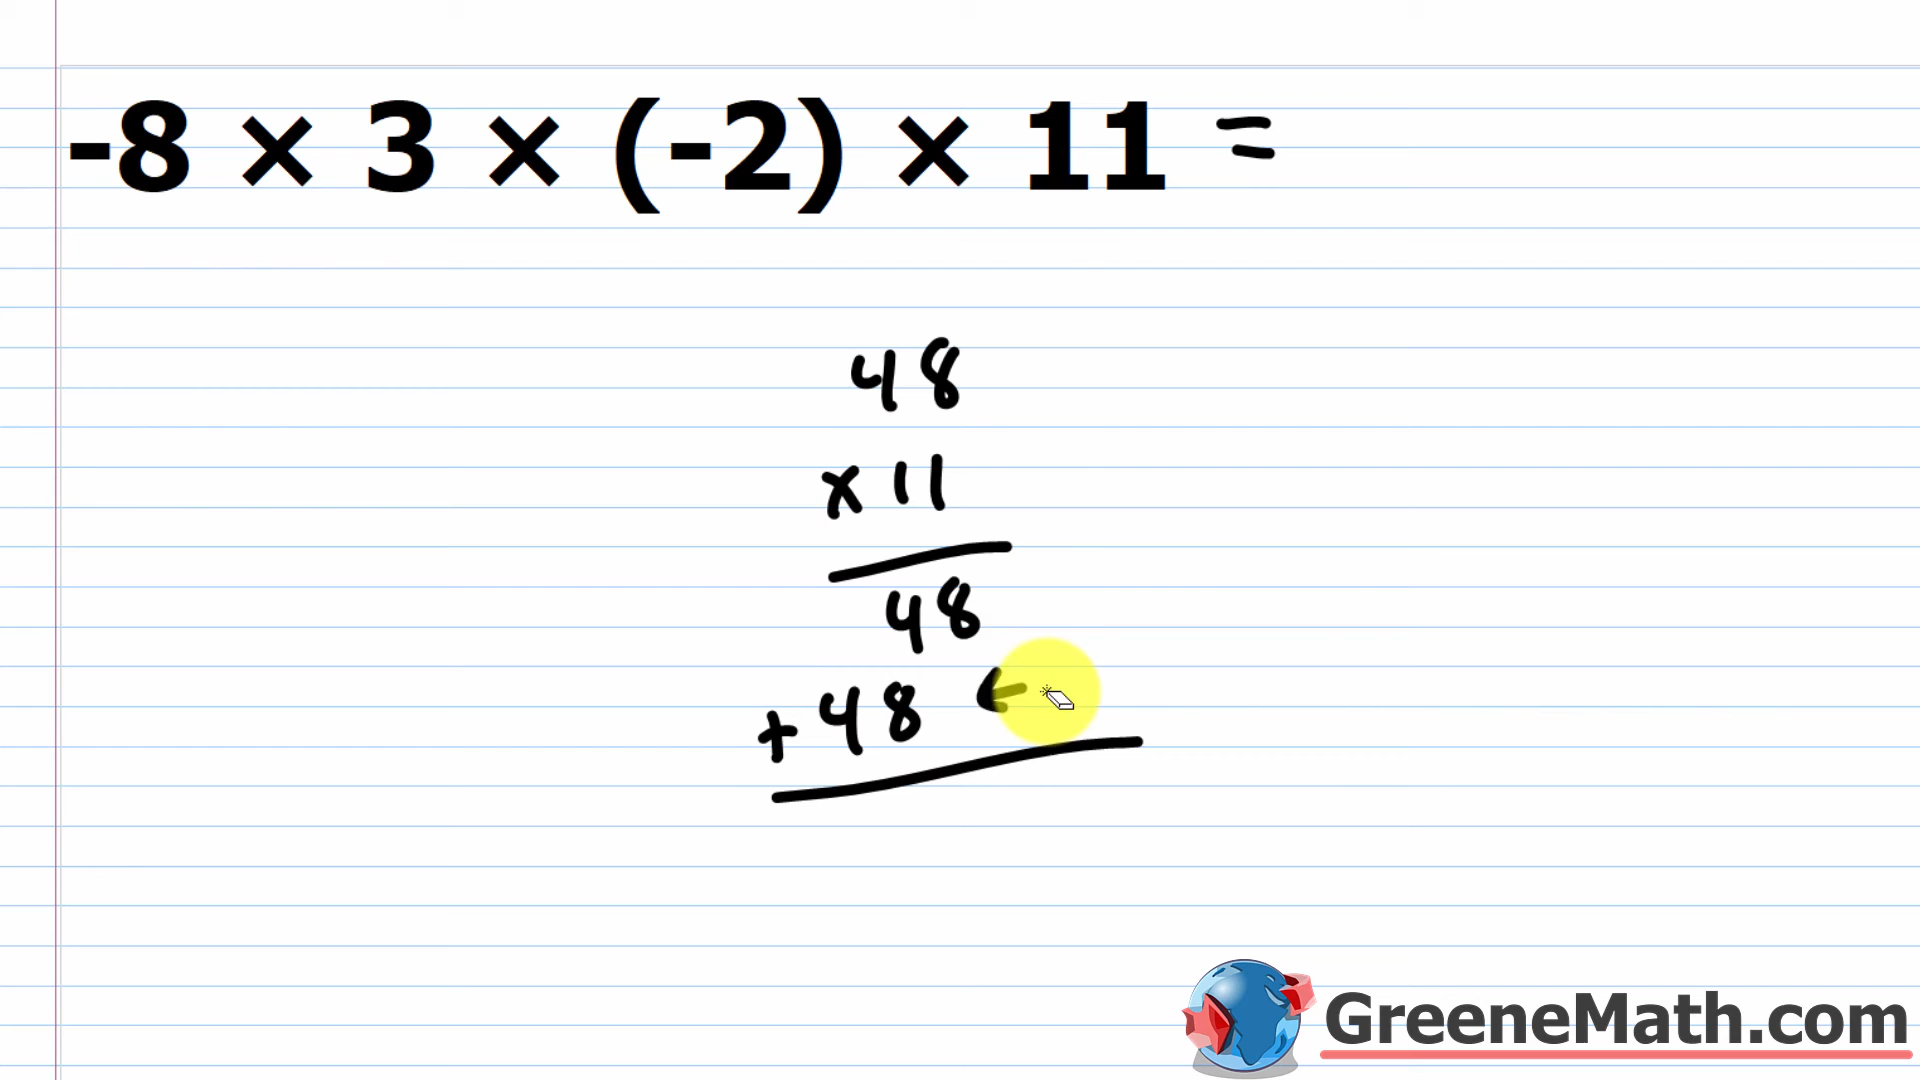 -8 × 3 × (-2) × 11 =
48
x 11
48
+ 48 ←
GreeneMath.com